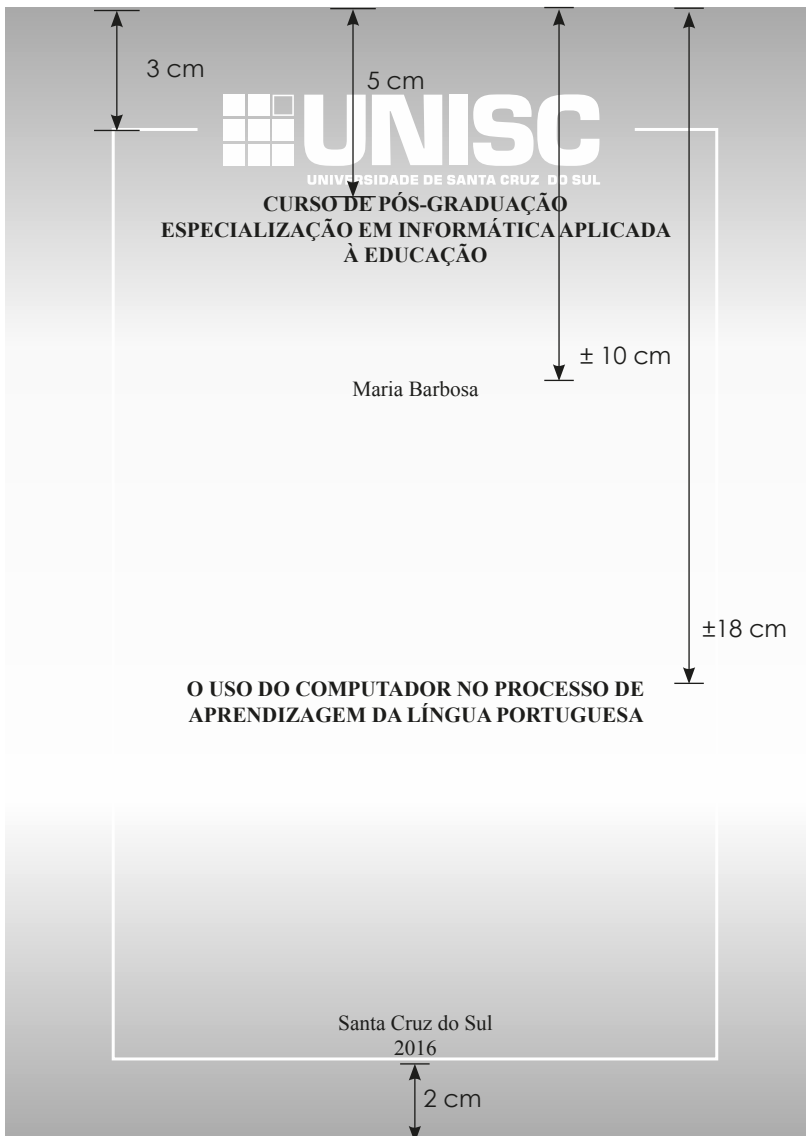 3 cm
5 cm
UNISC
UNIVERSIDADE DE SANTA CRUZ DO SUL
CURSO DE PÓS-GRADUAÇÃO
ESPECIALIZAÇÃO EM INFORMÁTICA APLICADA
À EDUCAÇÃO
± 10 cm
Maria Barbosa
±18 cm
O USO DO COMPUTADOR NO PROCESSO DE
APRENDIZAGEM DA LÍNGUA PORTUGUESA
Santa Cruz do Sul
2016
2 cm